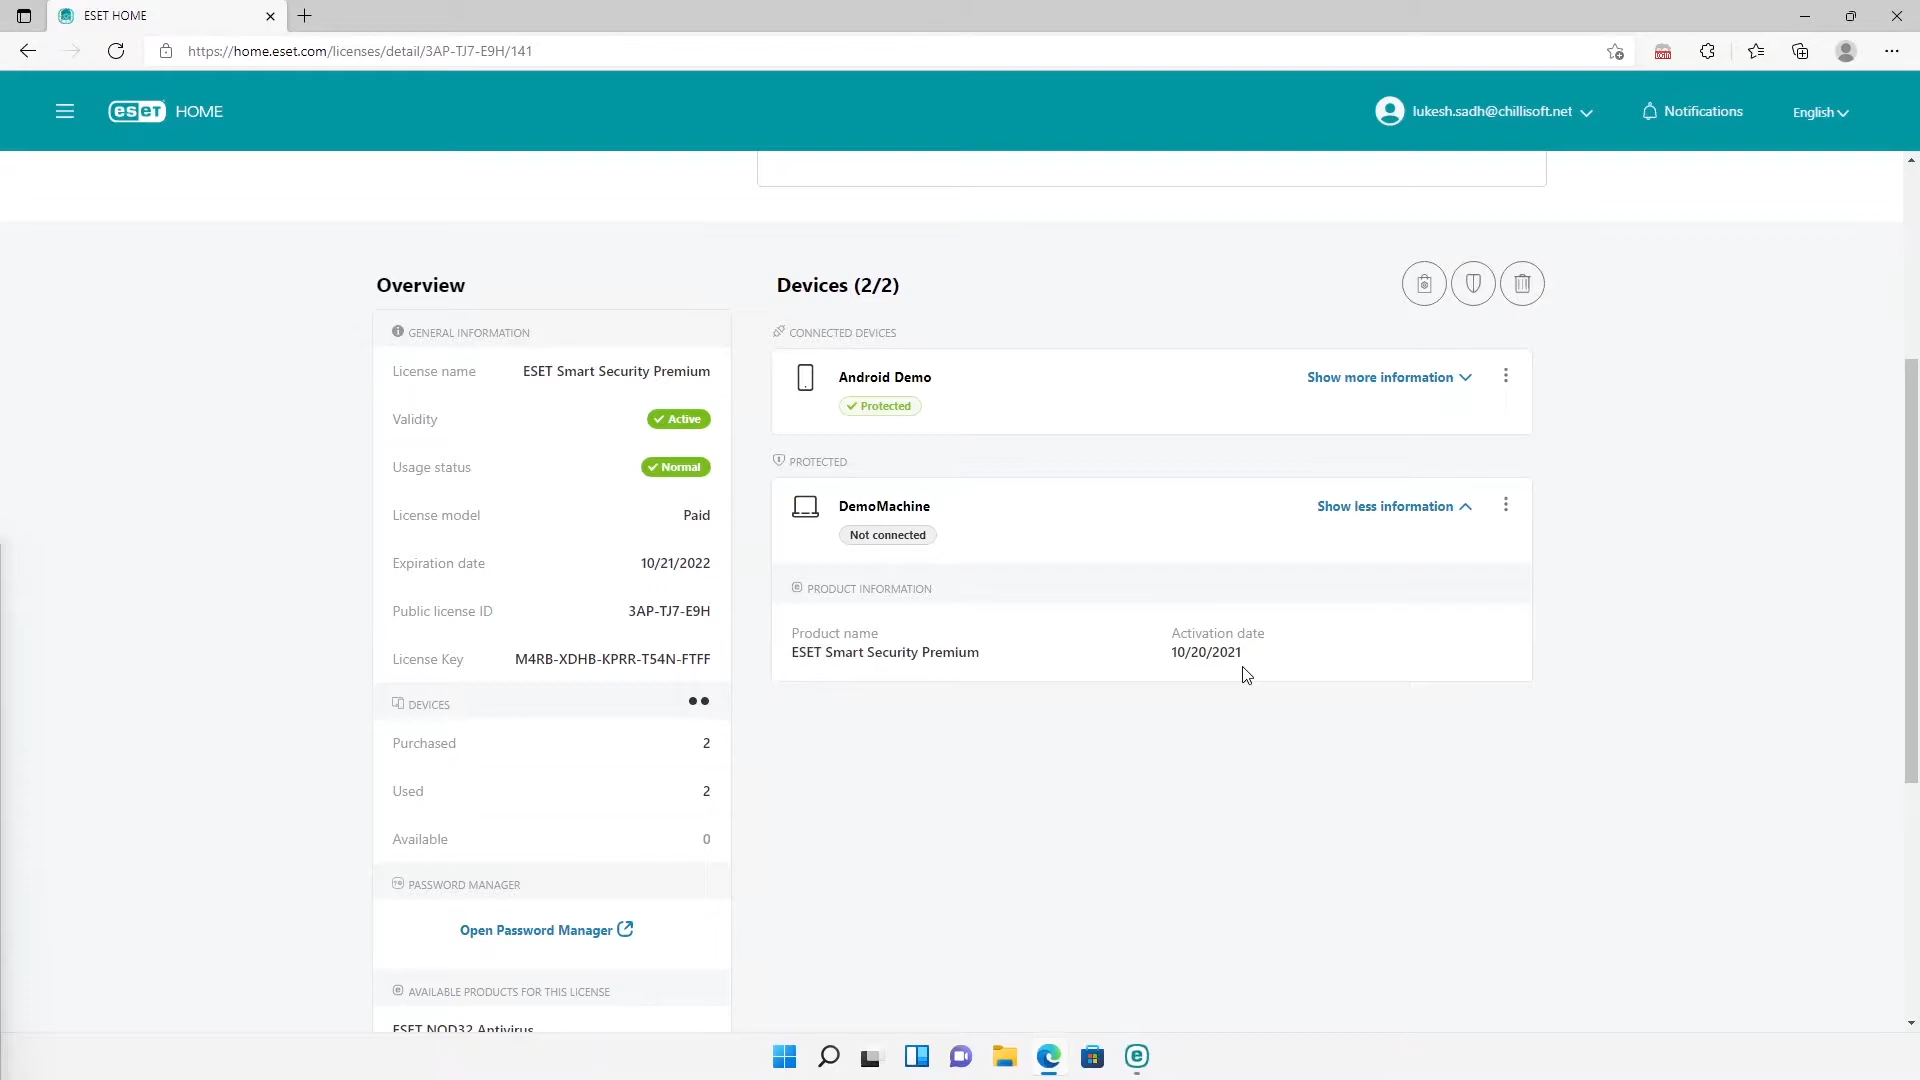 ESET HOME
https://home.eset.com/licenses/detail/3AP-TJ7-E9H/141
eset HOME
lukesh.sadh@chillisoft.net
Notifications
English
Overview
GENERAL INFORMATION
License name ESET Smart Security Premium
Validity Active
Usage status Normal
License model Paid
Expiration date 10/21/2022
Public license ID 3AP-TJ7-E9H
License Key M4RB-XDHB-KPRR-T54N-FTFF
DEVICES
Purchased 2
Used 2
Available 0
PASSWORD MANAGER
Open Password Manager
AVAILABLE PRODUCTS FOR THIS LICENSE
ESET NOD32 Antivirus
Devices (2/2)
CONNECTED DEVICES
Android Demo
Show more information
Protected
PROTECTED
DemoMachine
Show less information
Not connected
PRODUCT INFORMATION
Product name
ESET Smart Security Premium
Activation date
10/20/2021